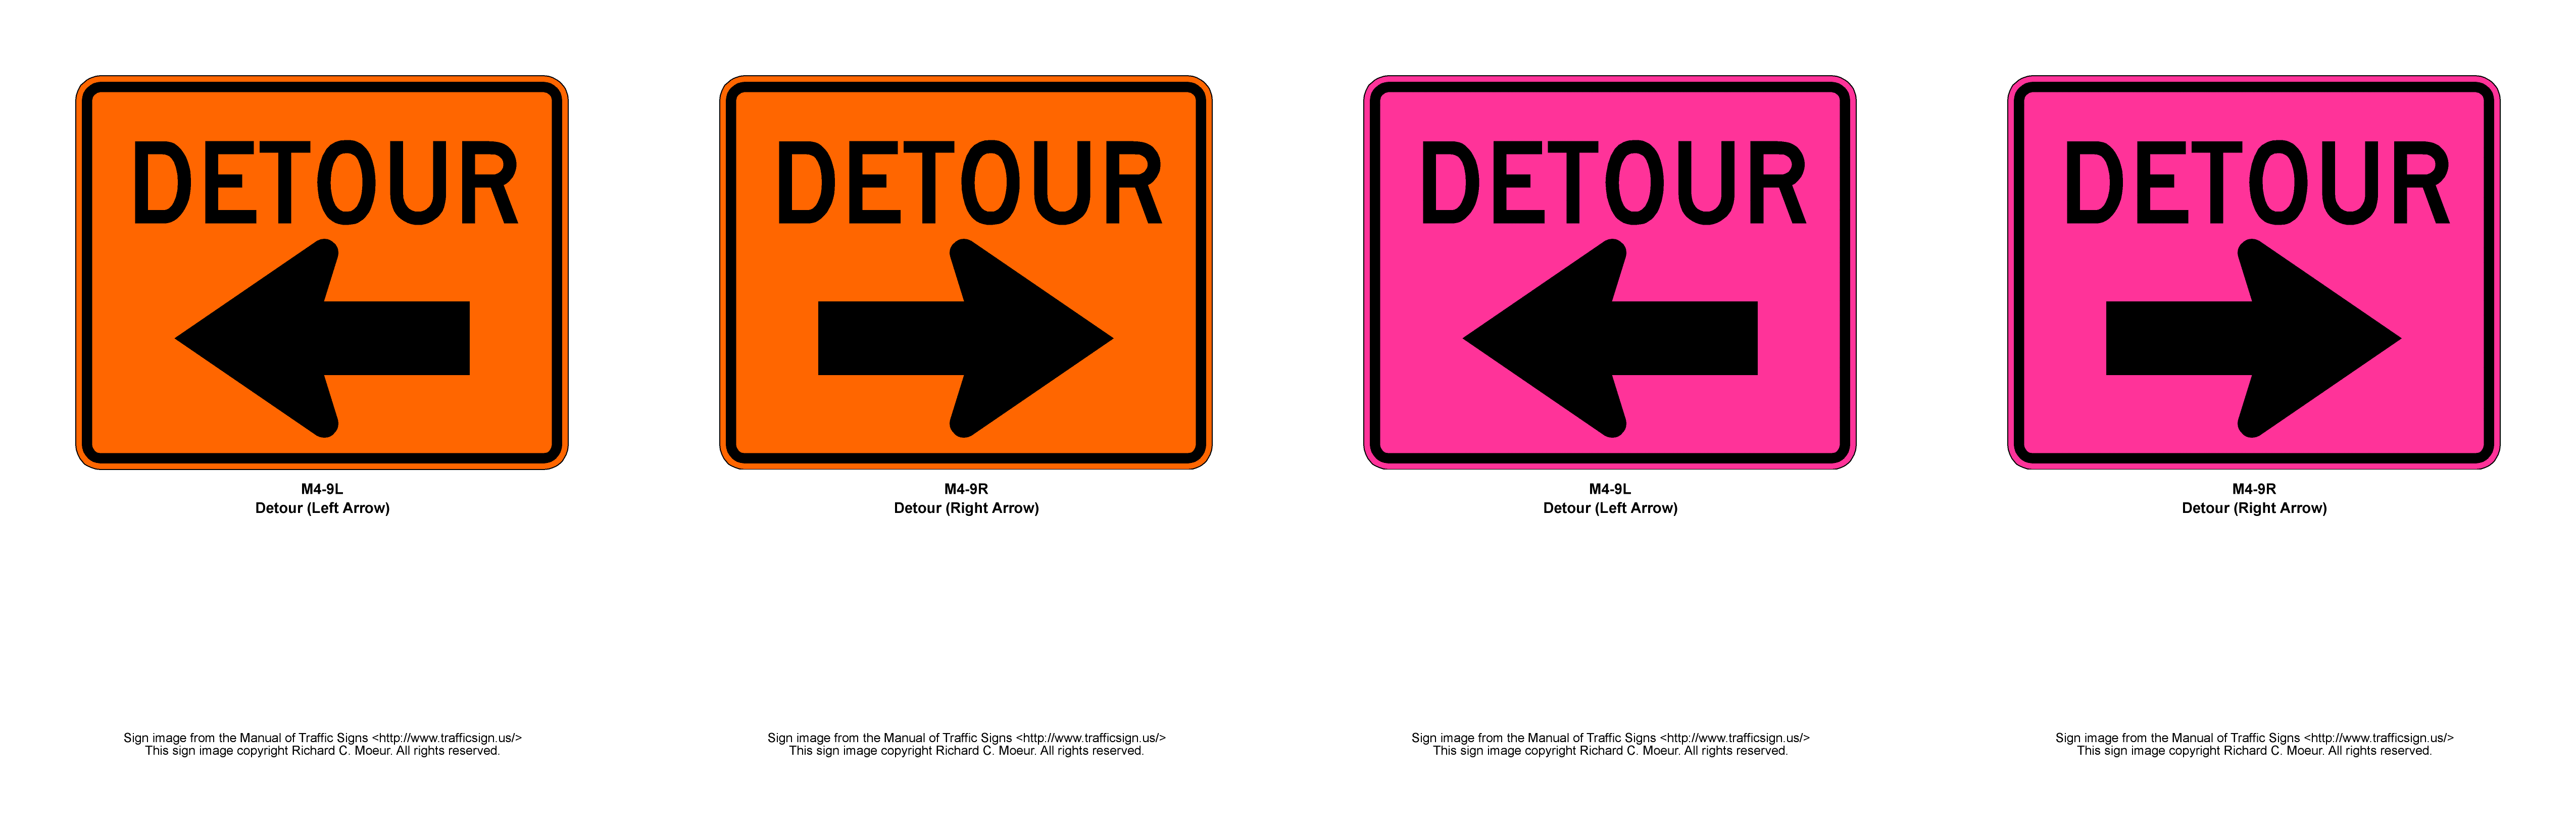 DETOUR
M4-9L
Detour (Left Arrow)
Sign image from the Manual of Traffic Signs <http://www.trafficsign.us/>
This sign image copyright Richard C. Moeur. All rights reserved.
DETOUR
M4-9R
Detour (Right Arrow)
Sign image from the Manual of Traffic Signs <http://www.trafficsign.us/>
This sign image copyright Richard C. Moeur. All rights reserved.
DETOUR
M4-9L
Detour (Left Arrow)
Sign image from the Manual of Traffic Signs <http://www.trafficsign.us/>
This sign image copyright Richard C. Moeur. All rights reserved.
DETOUR
M4-9R
Detour (Right Arrow)
Sign image from the Manual of Traffic Signs <http://www.trafficsign.us/>
This sign image copyright Richard C. Moeur. All rights reserved.